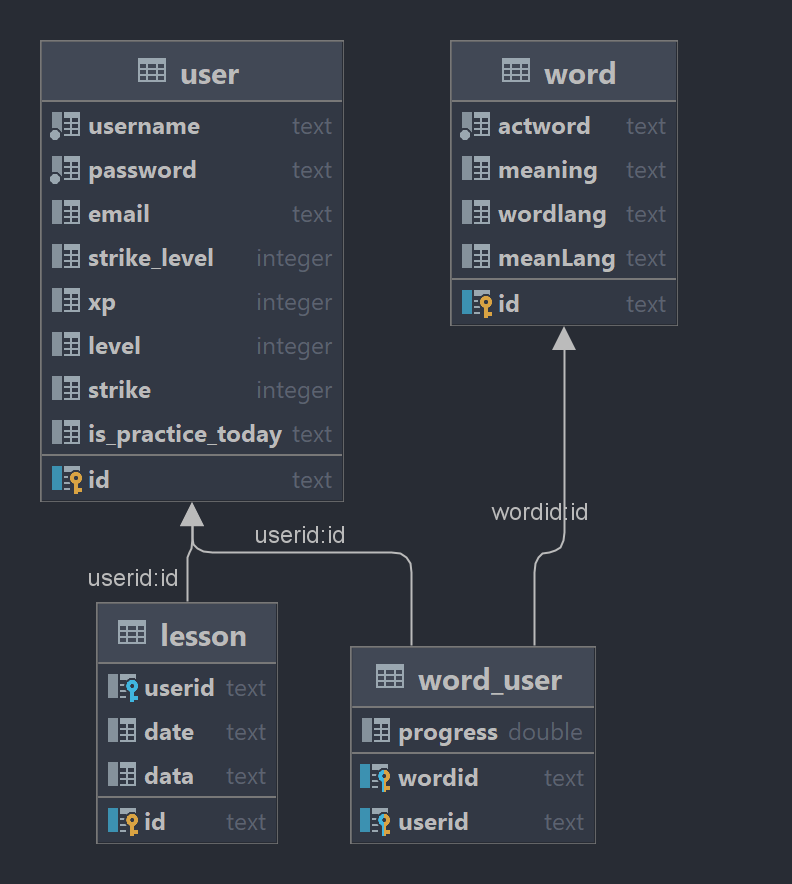 user
username text
password text
email text
strike_level integer
xp integer
level integer
strike integer
is_practice_today text
id text
word
actword text
meaning text
wordlang text
meanLang text
id text
wordid:id
userid:id
userid:id
lesson
userid text
date text
data text
id text
word_user
progress double
wordid text
userid text